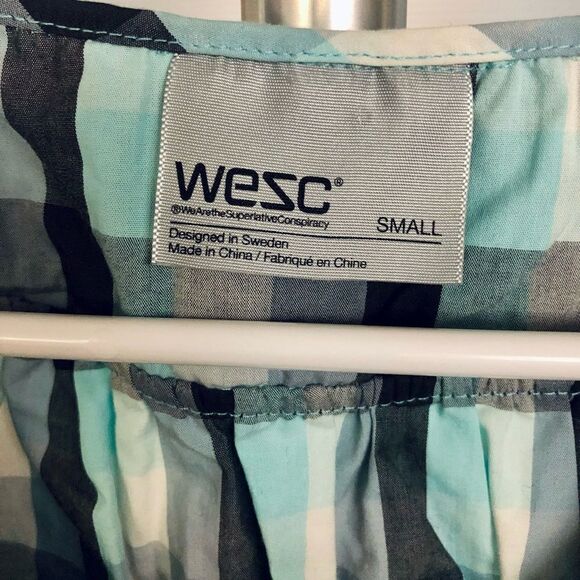 wesc®
®WeAretheSuperlativeConspiracy
SMALL
Designed in Sweden
Made in China / Fabriqué en Chine